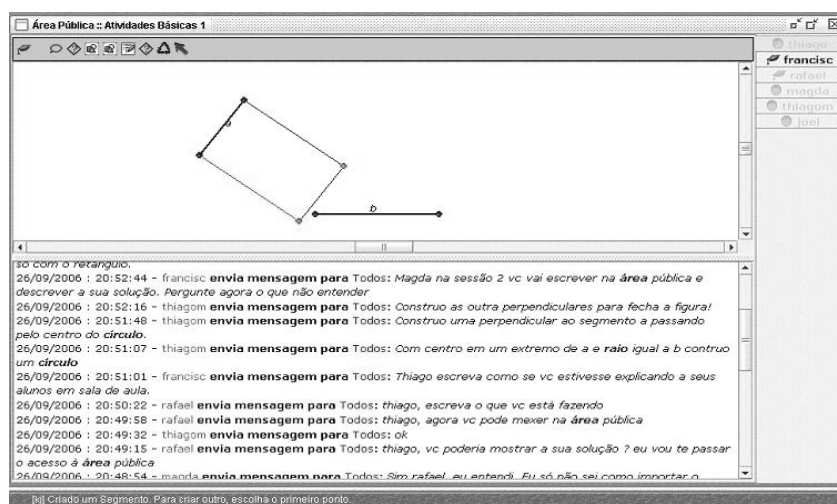 Área Pública :: Atividades Básicas 1
thiago
francisc
rafael
magda
thiagom
joel
a
b
so com o retangulo.
26/09/2006 : 20:52:44 - francisc envia mensagem para Todos: Magda na sessão 2 vc vai escrever na área pública e
descrever a sua solução. Pergunte agora o que não entender
26/09/2006 : 20:52:16 - thiagom envia mensagem para Todos: Construo as outra perpendiculares para fecha a figura!
26/09/2006 : 20:51:48 - thiagom envia mensagem para Todos: Construo uma perpendicular ao segmento a passando
pelo centro do círculo.
26/09/2006 : 20:51:07 - thiagom envia mensagem para Todos: Com centro em um extremo de a e raio igual a b contruo
um círculo
26/09/2006 : 20:51:01 - francisc envia mensagem para Todos: Thiago escreva como se vc estivesse explicando a seus
alunos em sala de aula.
26/09/2006 : 20:50:22 - rafael envia mensagem para Todos: thiago, escreva o que vc está fazendo
26/09/2006 : 20:49:58 - rafael envia mensagem para Todos: thiago, agora vc pode mexer na área pública
26/09/2006 : 20:49:32 - thiagom envia mensagem para Todos: ok
26/09/2006 : 20:49:15 - rafael envia mensagem para Todos: thiago, vc poderia mostrar a sua solução ? eu vou te passar
o acesso à área pública
26/09/2006 : 20:48:54 - magda envia mensagem para Todos: Sim rafael, eu entendi. Eu só não sei como importar o
[kj] Criado um Segmento. Para criar outro, escolha o primeiro ponto.